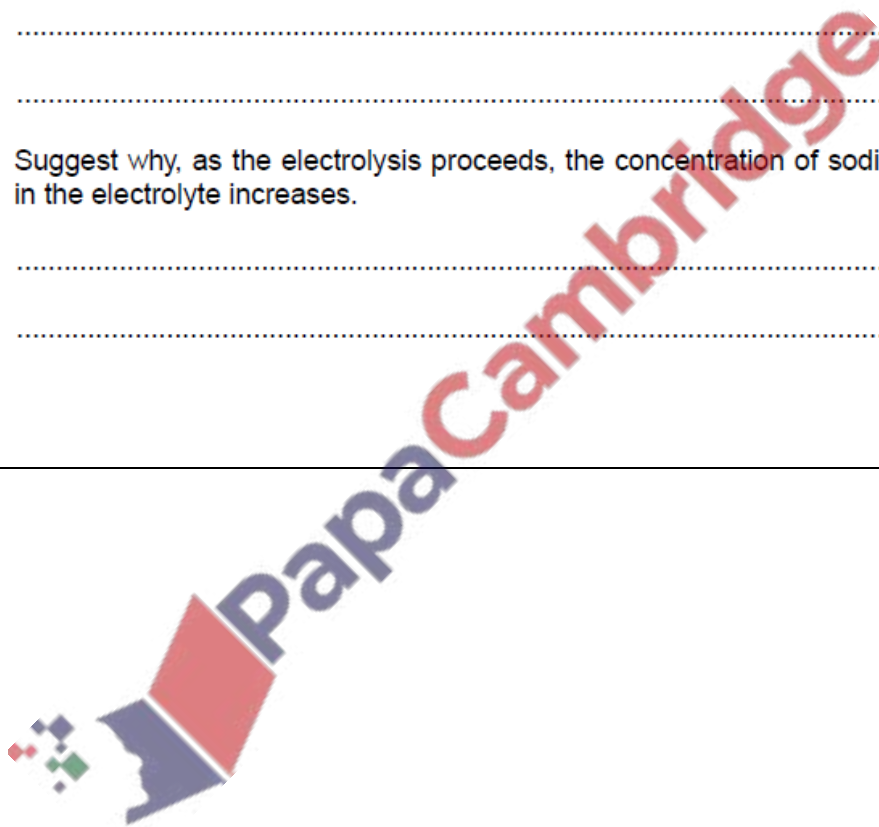 Suggest why, as the electrolysis proceeds, the concentration of sodi
in the electrolyte increases.
PapaCambridge